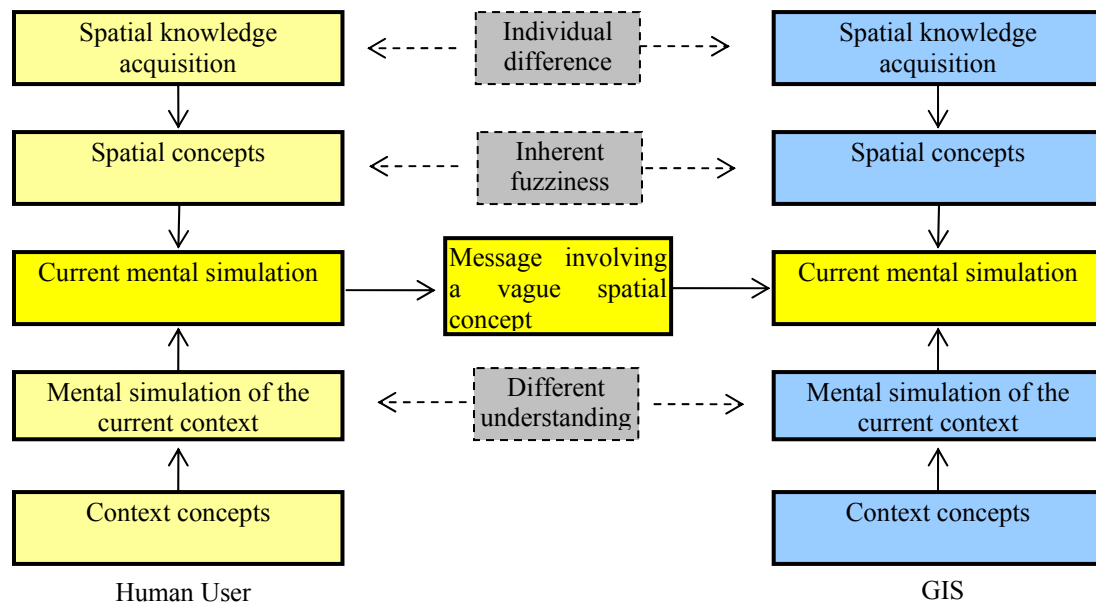 Spatial knowledge
acquisition
Individual
difference
Spatial knowledge
acquisition
Spatial concepts
Inherent
fuzziness
Spatial concepts
Current mental simulation
Message involving
a vague spatial
concept
Current mental simulation
Mental simulation of the
current context
Different
understanding
Mental simulation of the
current context
Context concepts
Context concepts
Human User
GIS